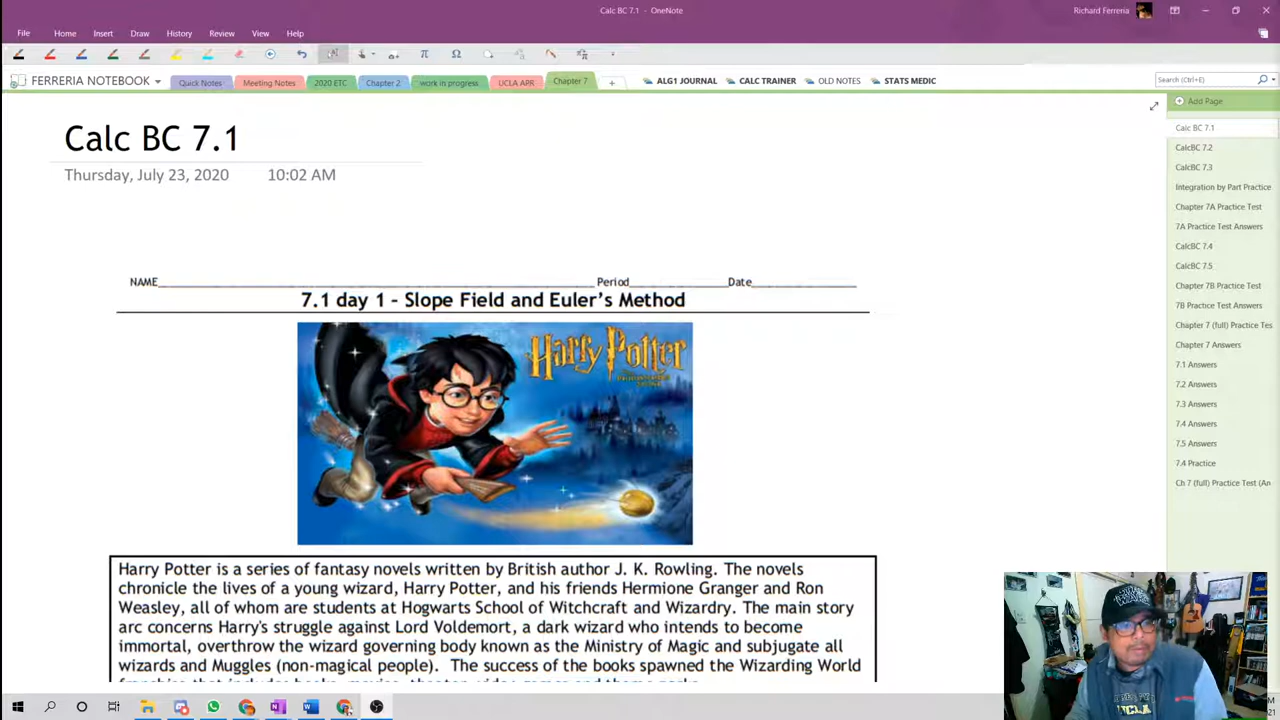 Calc BC 7.1 - OneNote
Richard Ferreria
File Home Insert Draw History Review View Help
FERRERIA NOTEBOOK
Quick Notes
Meeting Notes
2020 ETC
Chapter 2
work in progress
UCLA APR
Chapter 7
ALG1 JOURNAL
CALC TRAINER
OLD NOTES
STATS MEDIC
Search (Ctrl+E)
Add Page
Calc BC 7.1
Thursday, July 23, 2020 10:02 AM
NAME Period Date
7.1 day 1 - Slope Field and Euler's Method
Harry Potter
Harry Potter is a series of fantasy novels written by British author J. K. Rowling. The novels
chronicle the lives of a young wizard, Harry Potter, and his friends Hermione Granger and Ron
Weasley, all of whom are students at Hogwarts School of Witchcraft and Wizardry. The main story
arc concerns Harry's struggle against Lord Voldemort, a dark wizard who intends to become
immortal, overthrow the wizard governing body known as the Ministry of Magic and subjugate all
wizards and Muggles (non-magical people). The success of the books spawned the Wizarding World
Calc BC 7.1
CalcBC 7.2
CalcBC 7.3
Integration by Part Practice
Chapter 7A Practice Test
7A Practice Test Answers
CalcBC 7.4
CalcBC 7.5
Chapter 7B Practice Test
7B Practice Test Answers
Chapter 7 (full) Practice Tes
Chapter 7 Answers
7.1 Answers
7.2 Answers
7.3 Answers
7.4 Answers
7.5 Answers
7.4 Practice
Ch 7 (full) Practice Test (An
UCLA